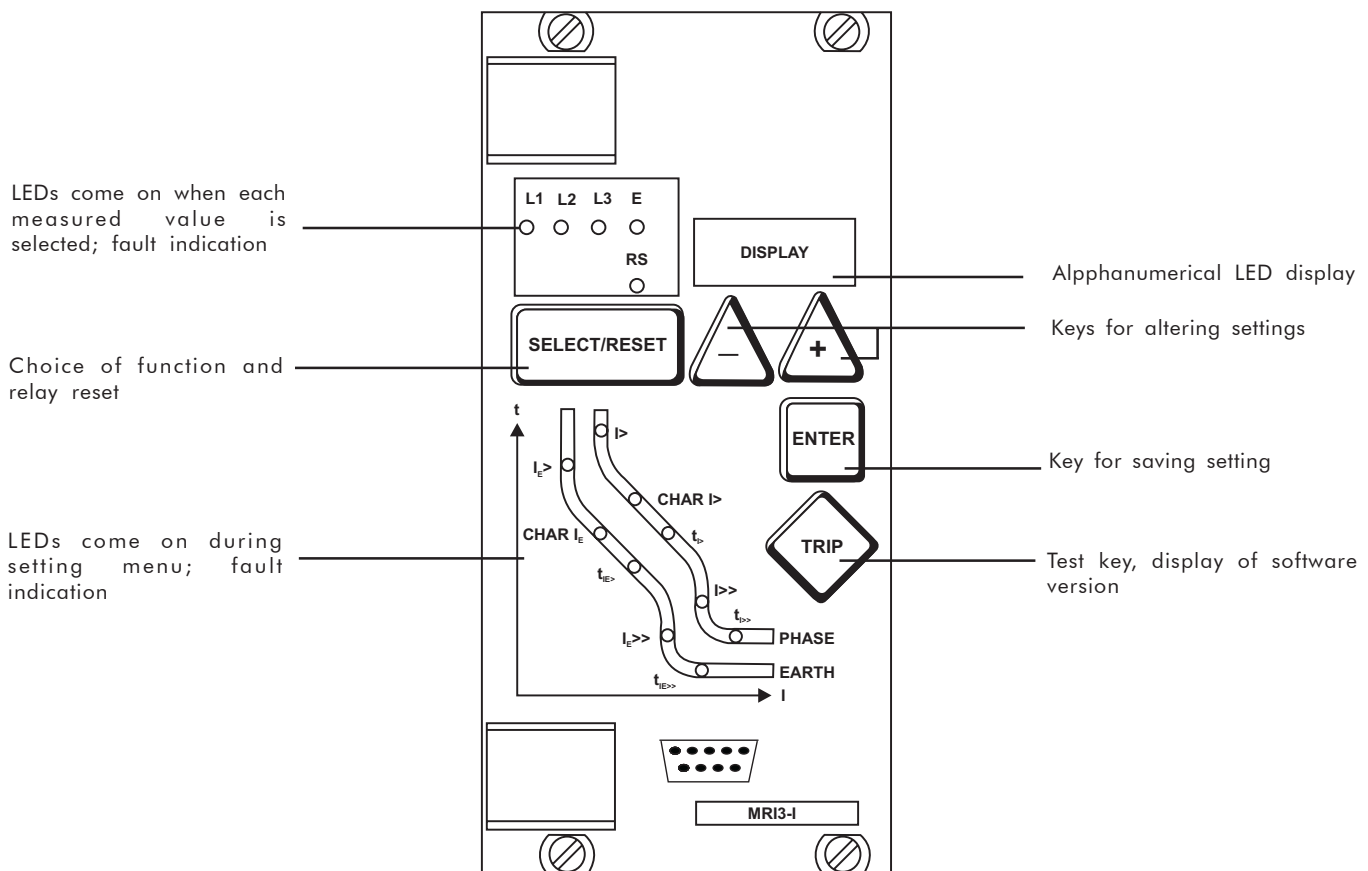 LEDs come on when each
measured value is
selected; fault indication
Choice of function and
relay reset
LEDs come on during
setting menu; fault
indication
L1 L2 L3 E
RS
DISPLAY
SELECT/RESET
–
+
ENTER
TRIP
t
I>
IE>
CHAR I>
CHAR IE
tI>
tIE>
I>>
tI>>
IE>>
PHASE
EARTH
tIE>>
I
MRI3-I
Alpphanumerical LED display
Keys for altering settings
Key for saving setting
Test key, display of software
version